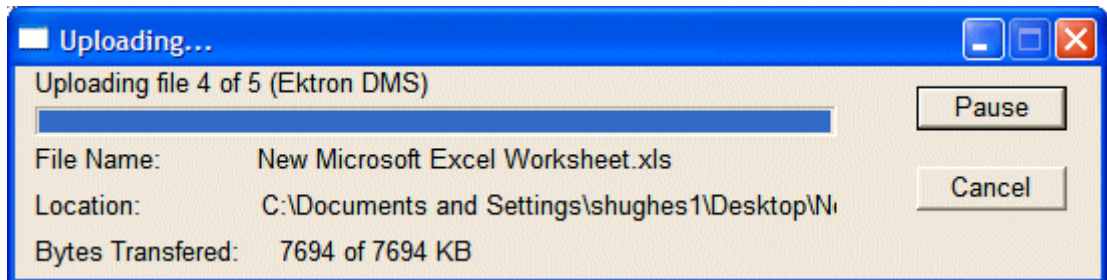 Uploading...
Uploading file 4 of 5 (Ektron DMS)
Pause
File Name: New Microsoft Excel Worksheet.xls
Location: C:\Documents and Settings\shughes1\Desktop\
Cancel
Bytes Transfered: 7694 of 7694 KB